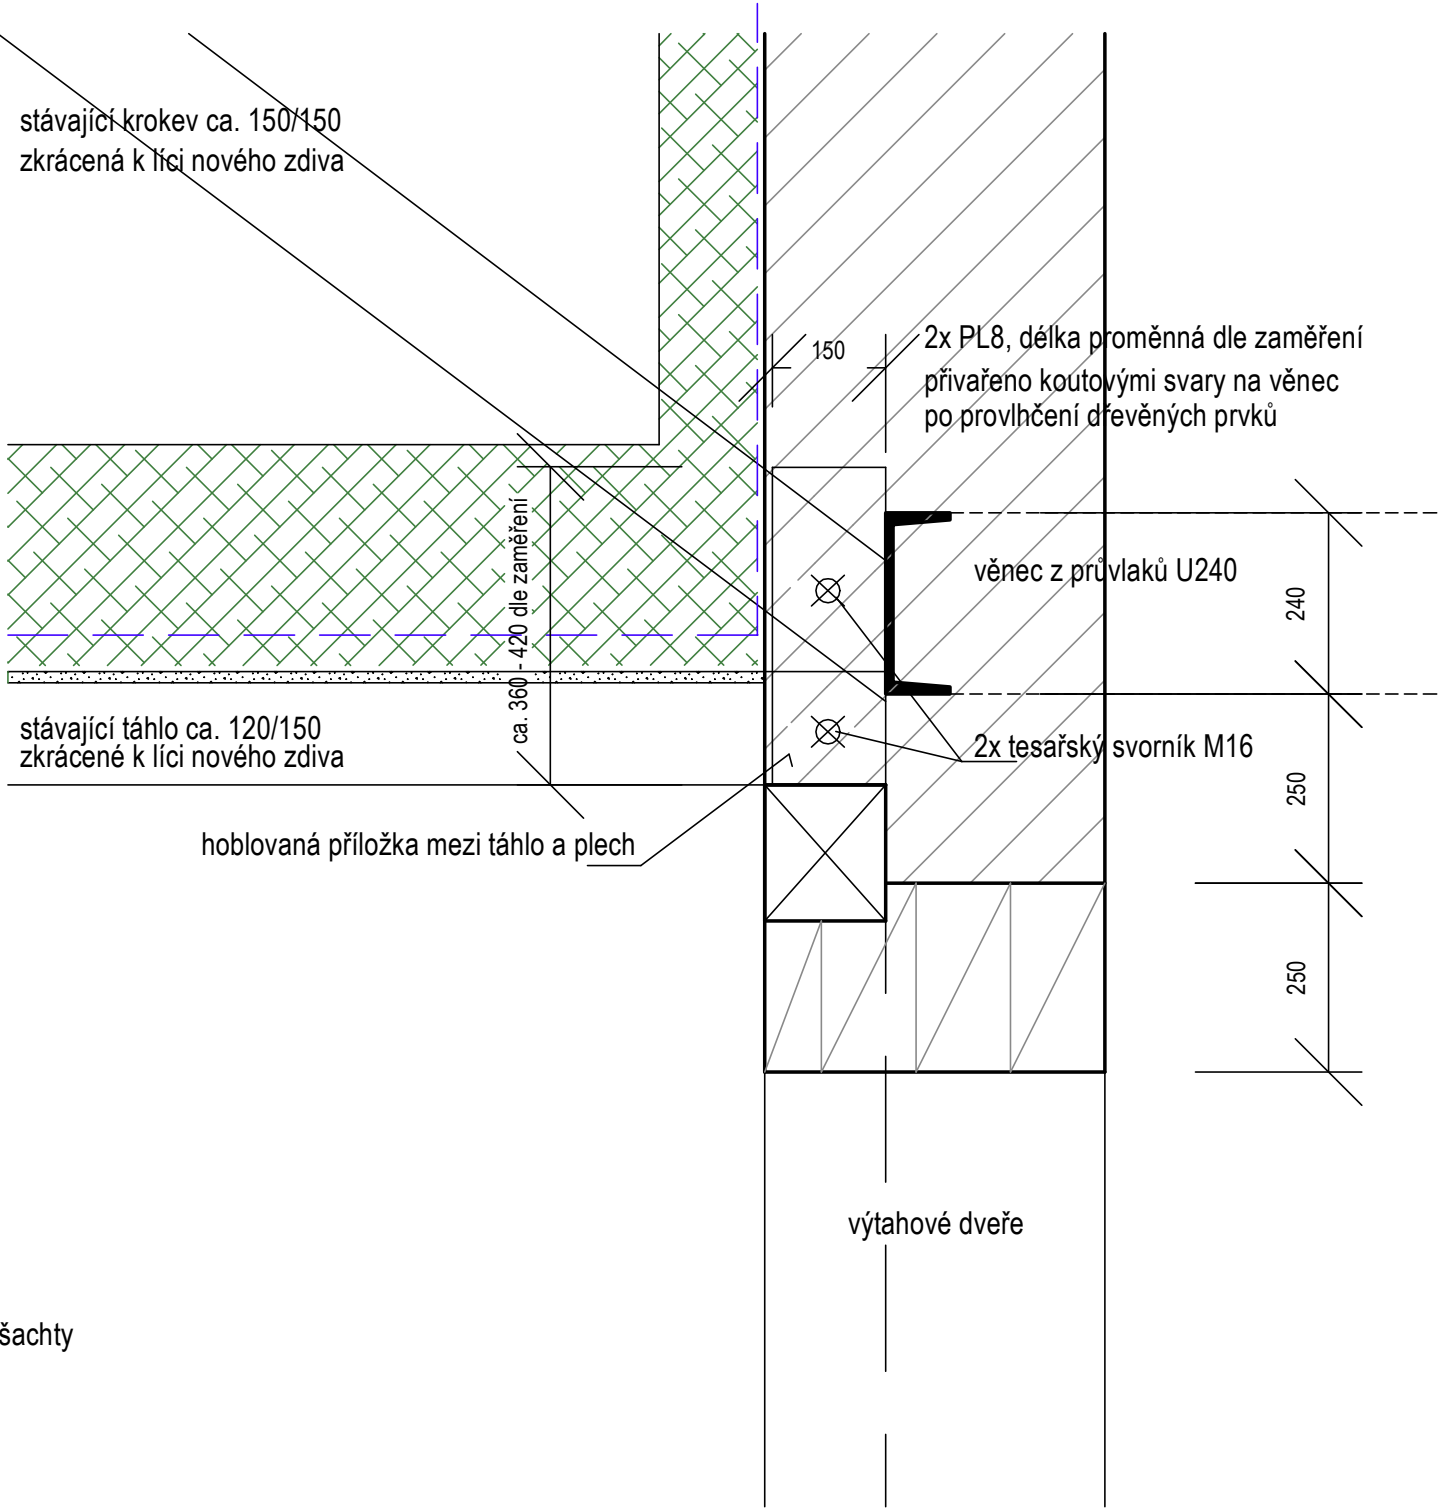 stávající krokev ca. 150/150
zkrácená k líci nového zdiva
150
2x PL8, délka proměnná dle zaměření
přivařeno koutovými svary na věnec
po provlhčení dřevěných prvků
ca. 360 - 420 dle zaměření
věnec z průvlaků U240
240
stávající táhlo ca. 120/150
zkrácené k líci nového zdiva
2x tesařský svorník M16
250
hoblovaná příložka mezi táhlo a plech
250
výtahové dveře
šachty